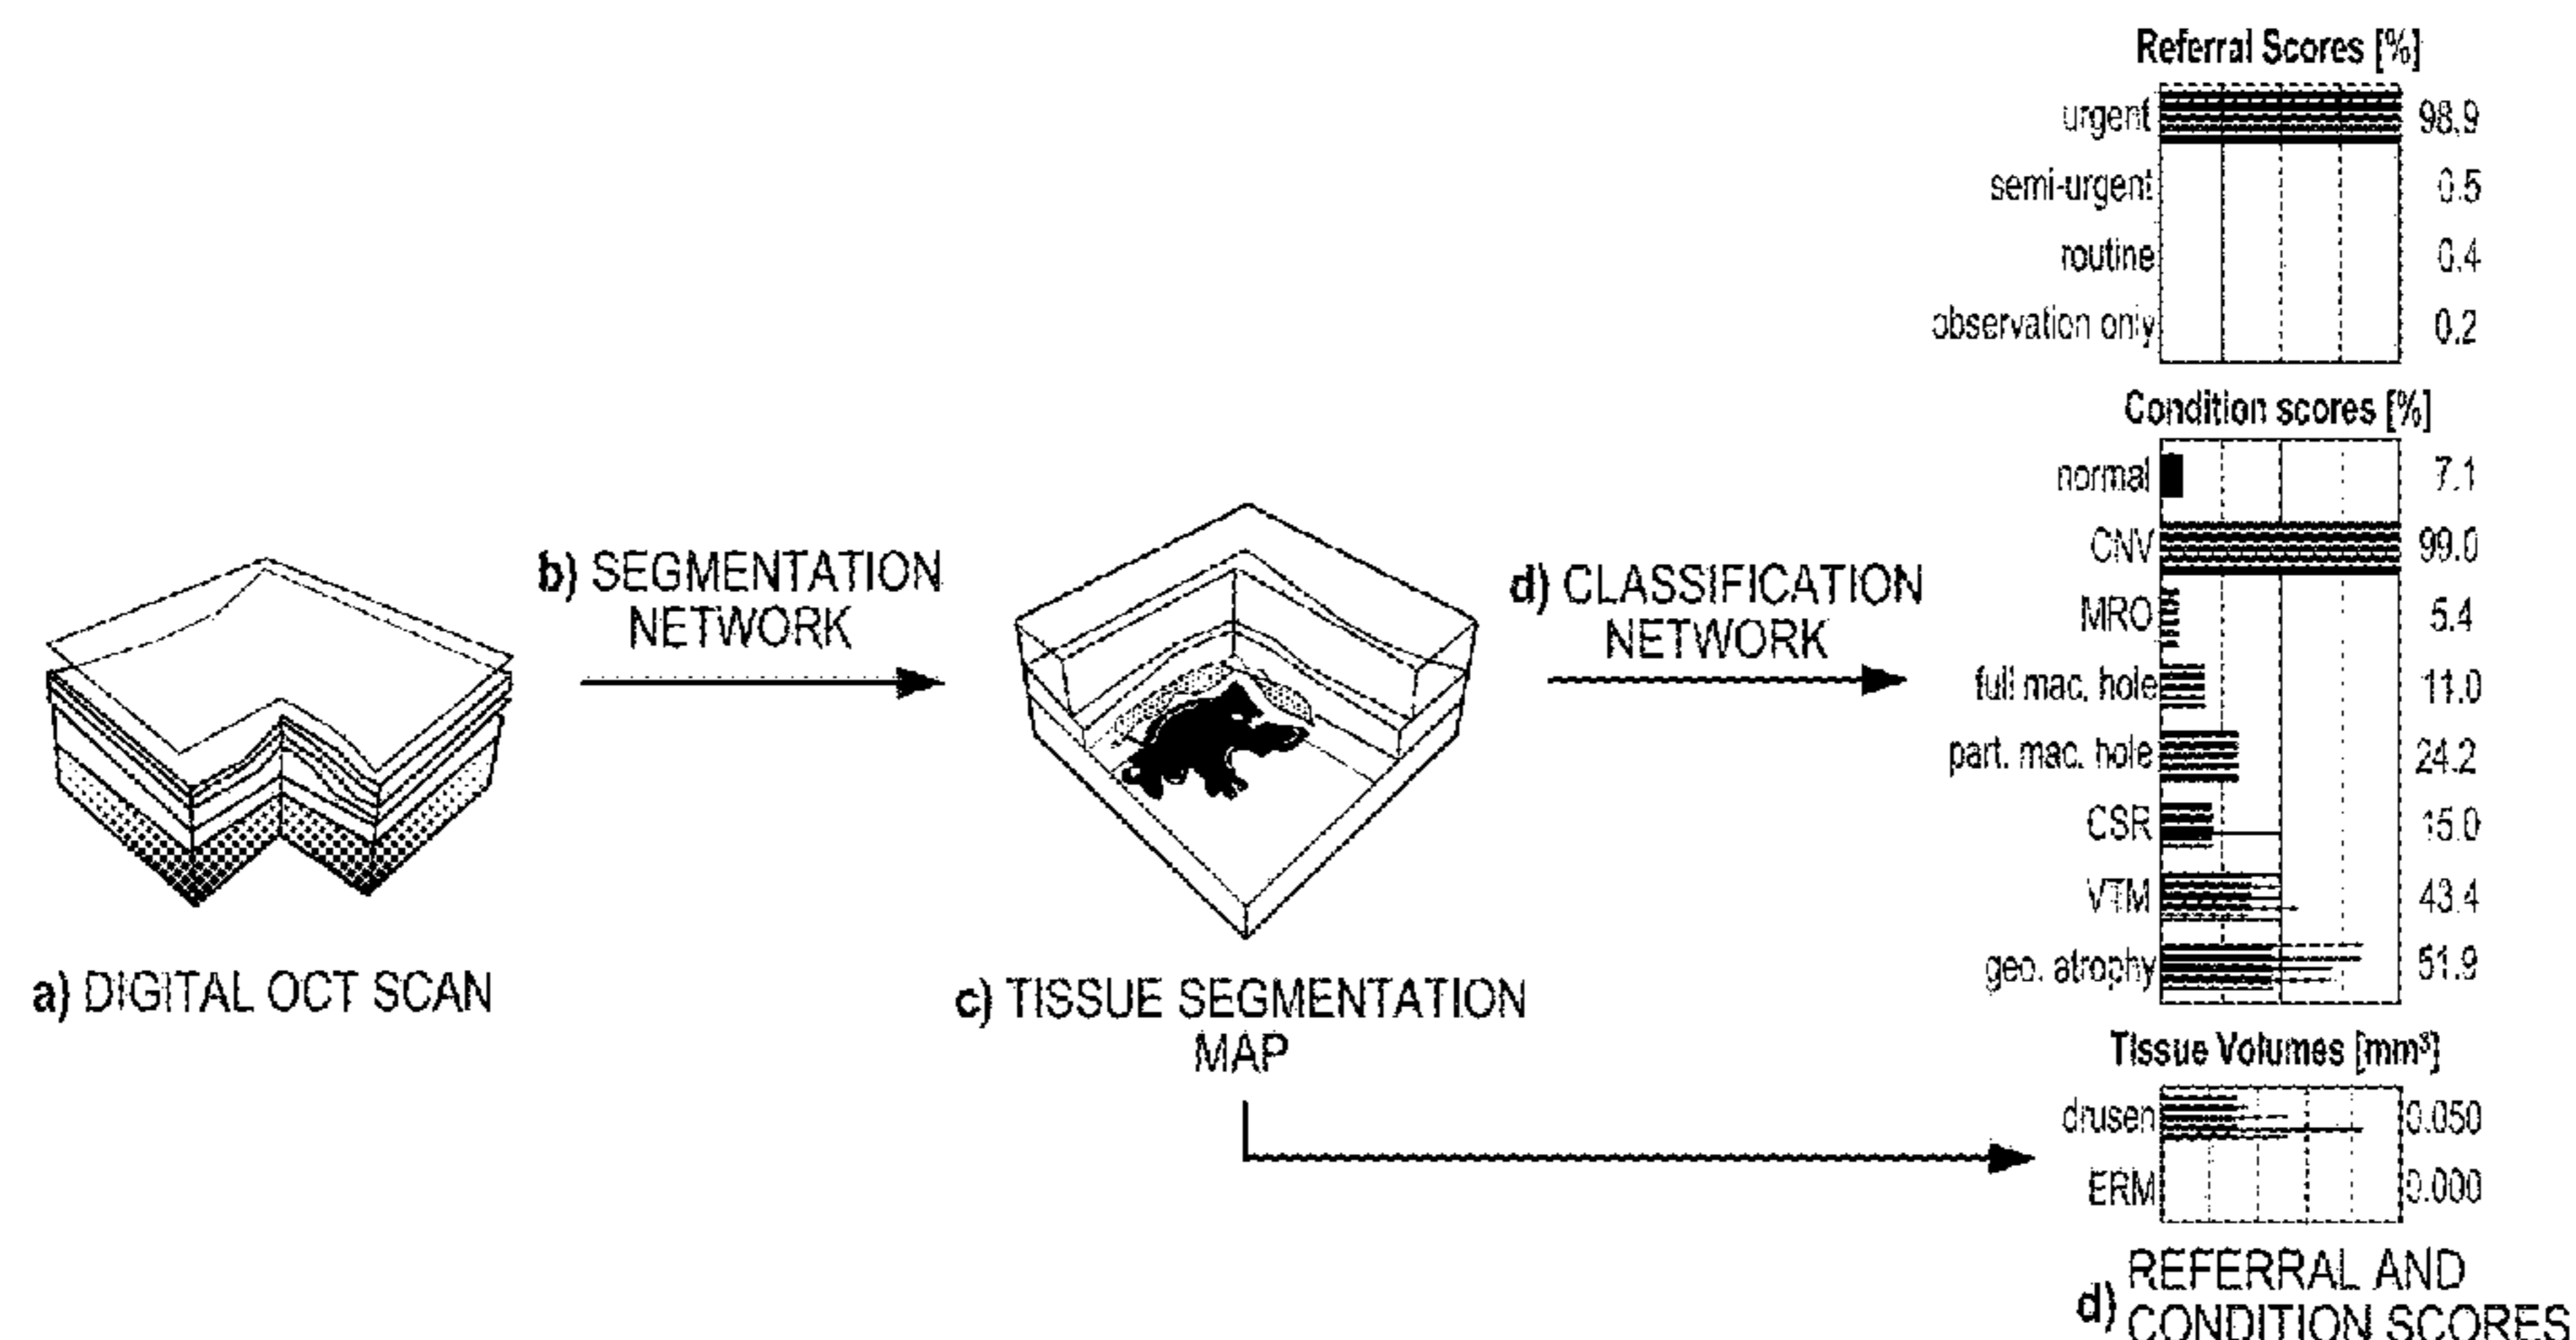 a) DIGITAL OCT SCAN
b) SEGMENTATION
NETWORK
c) TISSUE SEGMENTATION
MAP
d) CLASSIFICATION
NETWORK
Referral Scores [%]
urgent 98.9
semi-urgent 0.5
routine 0.4
observation only 0.2
Condition scores [%]
normal 7.1
CNV 99.0
MRO 5.4
full mac. hole 11.0
part. mac. hole 24.2
CSR 15.0
VTM 43.4
geo. atrophy 51.9
Tissue Volumes [mm³]
drusen 0.050
ERM 0.000
d) REFERRAL AND
CONDITION SCORES